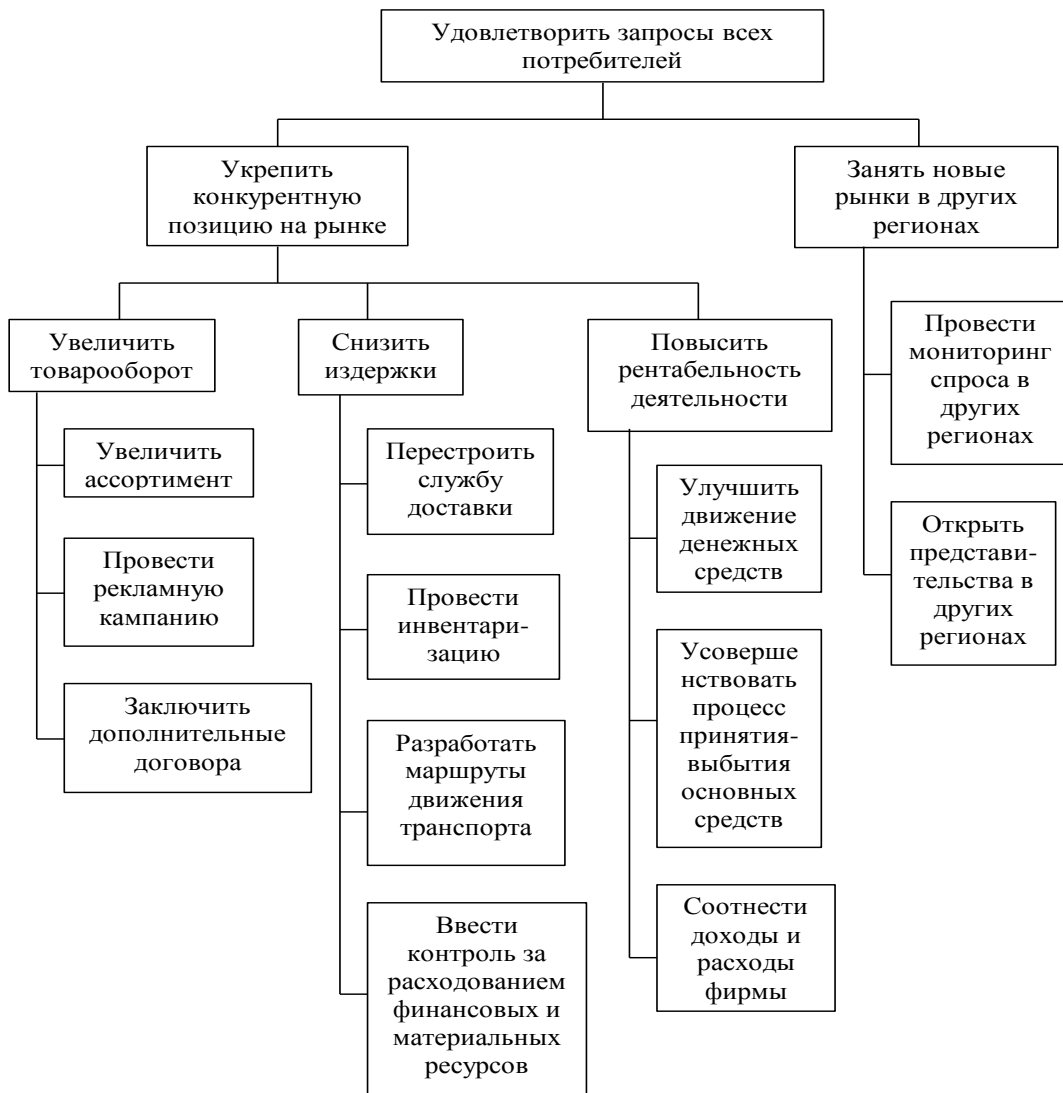 Удовлетворить запросы всех
потребителей
Укрепить
конкурентную
позицию на рынке
Занять новые
рынки в других
регионах
Увеличить
товарооборот
Снизить
издержки
Повысить
рентабельность
деятельности
Провести
мониторинг
спроса в
других
регионах
Увеличить
ассортимент
Перестроить
службу
доставки
Улучшить
движение
денежных
средств
Открыть
представи-
тельства в
других
регионах
Провести
рекламную
кампанию
Провести
инвентари-
зацию
Усоверше
нствовать
процесс
принятия-
выбытия
основных
средств
Заключить
дополнительные
договора
Разработать
маршруты
движения
транспорта
Соотнести
доходы и
расходы
фирмы
Ввести
контроль за
расходованием
финансовых и
материальных
ресурсов